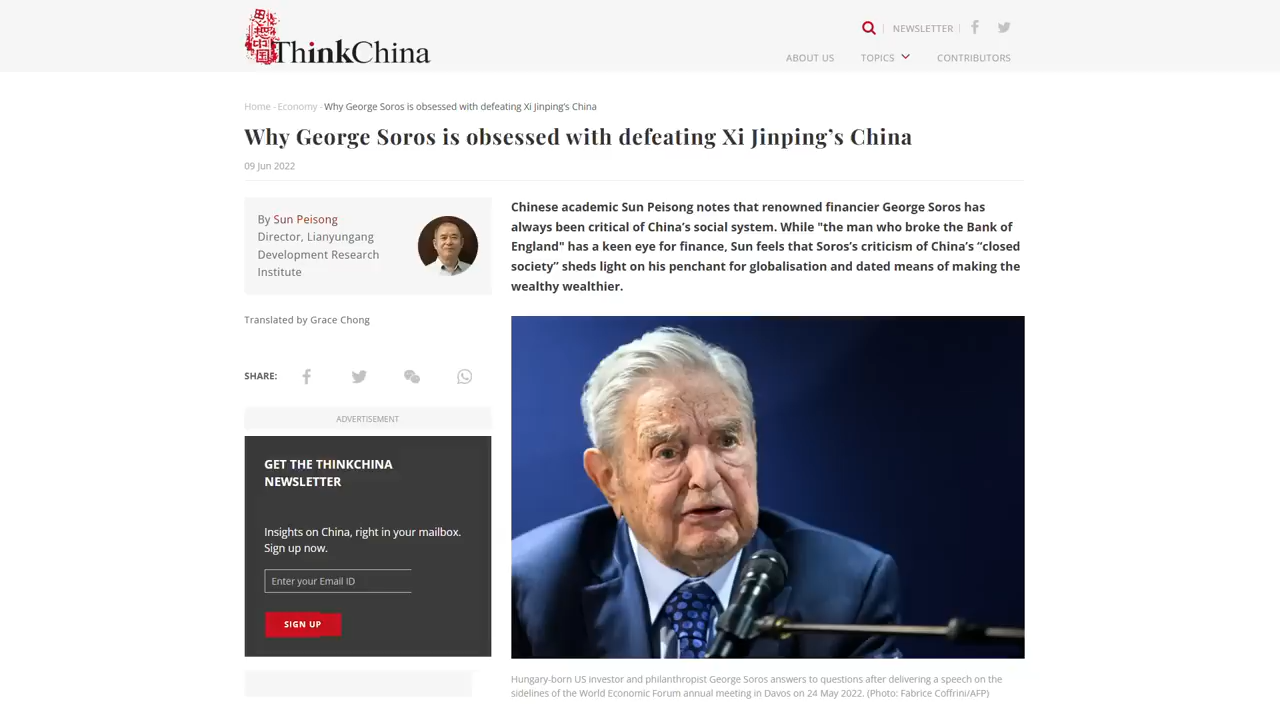 思想中国
ThinkChina
NEWSLETTER
ABOUT US
TOPICS
CONTRIBUTORS
Home - Economy - Why George Soros is obsessed with defeating Xi Jinping's China
Why George Soros is obsessed with defeating Xi Jinping’s China
09 Jun 2022
By Sun Peisong
Director, Lianyungang
Development Research
Institute
Translated by Grace Chong
SHARE:
ADVERTISEMENT
GET THE THINKCHINA
NEWSLETTER
Insights on China, right in your mailbox.
Sign up now.
Enter your Email ID
SIGN UP
Chinese academic Sun Peisong notes that renowned financier George Soros has
always been critical of China’s social system. While "the man who broke the Bank of
England" has a keen eye for finance, Sun feels that Soros’s criticism of China’s “closed
society” sheds light on his penchant for globalisation and dated means of making the
wealthy wealthier.
Hungary-born US investor and philanthropist George Soros answers to questions after delivering a speech on the
sidelines of the World Economic Forum annual meeting in Davos on 24 May 2022. (Photo: Fabrice Coffrini/AFP)